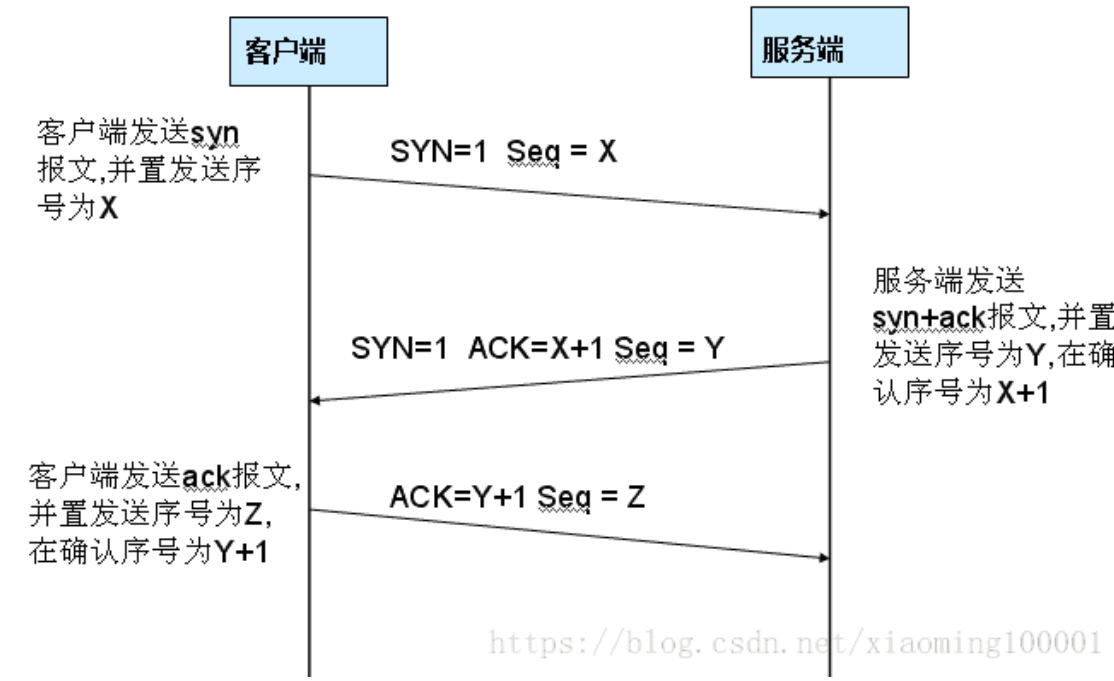 客户端
服务端
客户端发送syn
报文,并置发送序
号为X
SYN=1 Seq = X
服务端发送
syn+ack报文,并置
发送序号为Y,在确
认序号为X+1
SYN=1 ACK=X+1 Seq = Y
客户端发送ack报文,
并置发送序号为Z,
在确认序号为Y+1
ACK=Y+1 Seq = Z
https://blog.csdn.net/xiaoming100001